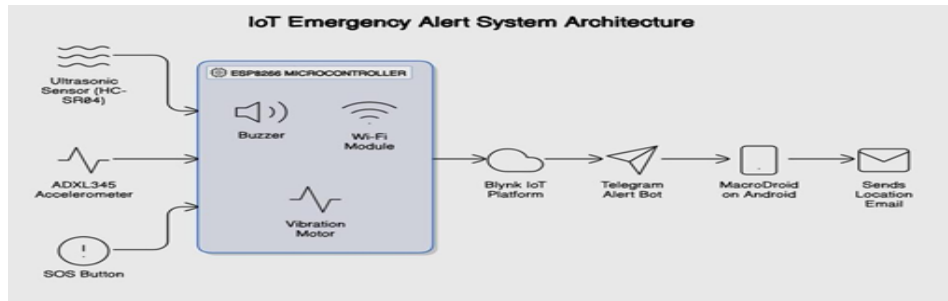 IoT Emergency Alert System Architecture
Ultrasonic
Sensor (HC-
SR04)
ADXL345
Accelerometer
SOS Button
ESP8266 MICROCONTROLLER
Buzzer
Wi-Fi
Module
Vibration
Motor
Blynk IoT
Platform
Telegram
Alert Bot
MacroDroid
on Android
Sends
Location
Email